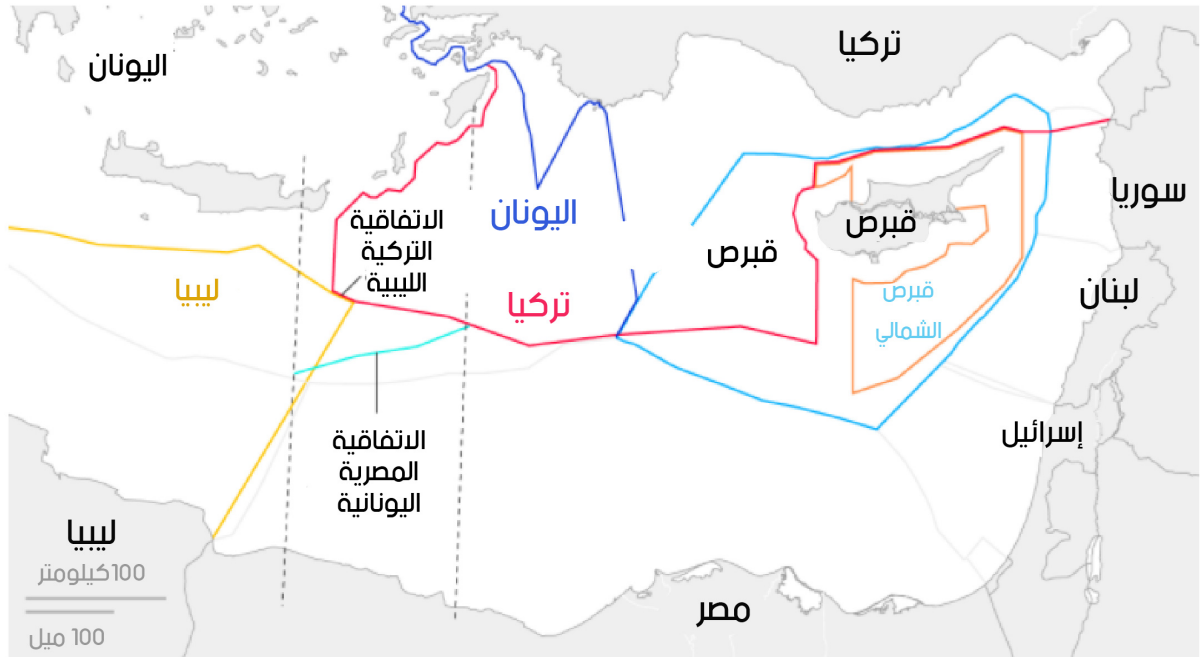 تركيا
اليونان
سوريا
اليونان
قبرص
قبرص
الاتفاقية
التركية
الليبية
ليبيا
تركيا
قبرص
الشمالي
لبنان
إسرائيل
الاتفاقية
المصرية
اليونانية
ليبيا
100كيلومتر
100 ميل
مصر